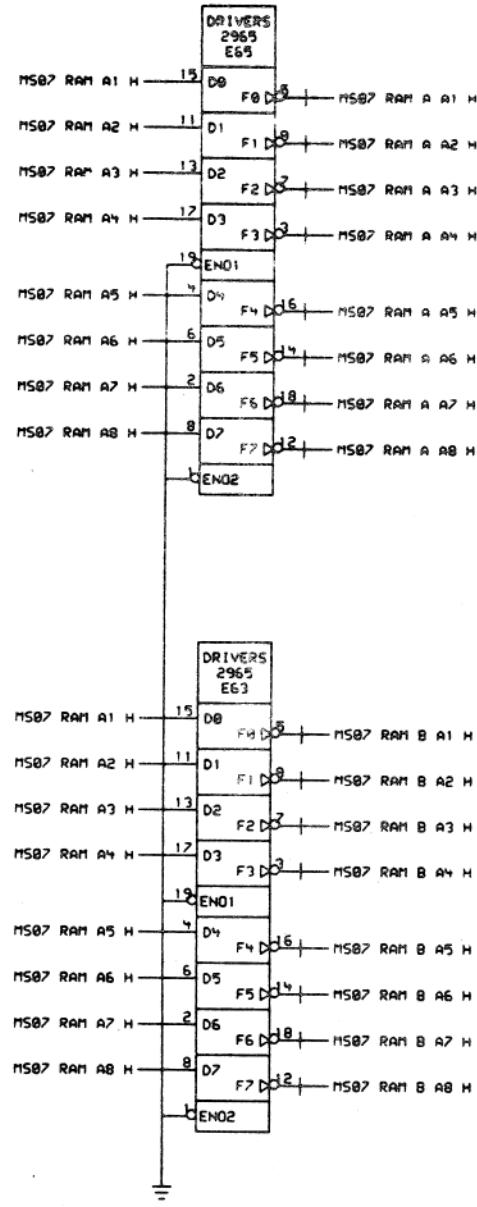 DRIVERS
2965
E65
MS07 RAM A1 H 15 D0
F0 5 MS07 RAM A A1 H
MS07 RAM A2 H 11 D1
F1 9 MS07 RAM A A2 H
MS07 RAM A3 H 13 D2
F2 7 MS07 RAM A A3 H
MS07 RAM A4 H 17 D3
F3 3 MS07 RAM A A4 H
19 ENO1
MS07 RAM A5 H 4 D4
F4 16 MS07 RAM A A5 H
MS07 RAM A6 H 6 D5
F5 14 MS07 RAM A A6 H
MS07 RAM A7 H 2 D6
F6 18 MS07 RAM A A7 H
MS07 RAM A8 H 8 D7
F7 12 MS07 RAM A A8 H
1 ENO2
DRIVERS
2965
E63
MS07 RAM A1 H 15 D0
F0 5 MS07 RAM B A1 H
MS07 RAM A2 H 11 D1
F1 9 MS07 RAM B A2 H
MS07 RAM A3 H 13 D2
F2 7 MS07 RAM B A3 H
MS07 RAM A4 H 17 D3
F3 3 MS07 RAM B A4 H
19 ENO1
MS07 RAM A5 H 4 D4
F4 16 MS07 RAM B A5 H
MS07 RAM A6 H 6 D5
F5 14 MS07 RAM B A6 H
MS07 RAM A7 H 2 D6
F6 18 MS07 RAM B A7 H
MS07 RAM A8 H 8 D7
F7 12 MS07 RAM B A8 H
1 ENO2